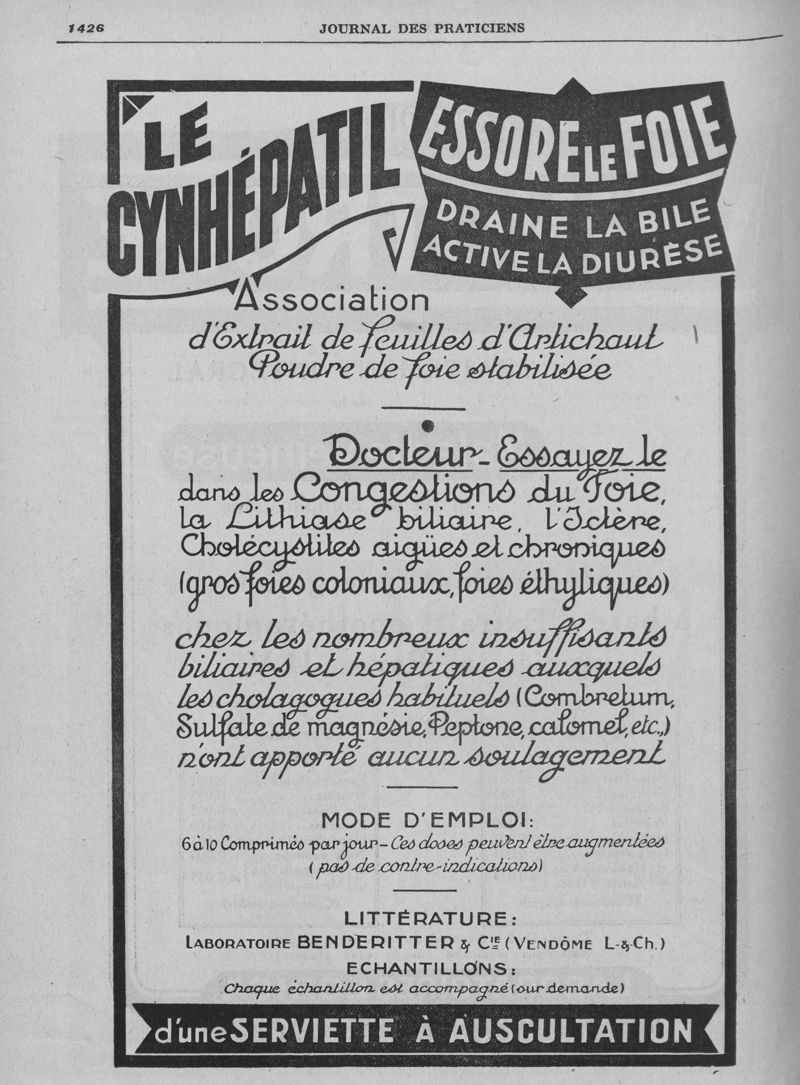 1426
JOURNAL DES PRATICIENS
LE
CYNHÉPATIL
ESSORE LE FOIE
DRAINE LA BILE
ACTIVE LA DIURÈSE
Association
d'Extrait de feuilles d'Artichaut
Poudre de foie stabilisée
Docteur - Essayez le
dans les Congestions du Foie,
la Lithiase biliaire, l'Ictère,
Cholécystites aigües et chroniques
(gros foies coloniaux, foies éthyliques)
chez les nombreux insuffisants
biliaires et hépatiques auxquels
les cholagogues habituels (Combretum,
Sulfate de magnésie, Peptone, calomel, etc.,)
n'ont apporté aucun soulagement
MODE D'EMPLOI:
6 à 10 Comprimés par jour - Ces doses peuvent être augmentées
(pas de contre-indications)
LITTÉRATURE:
LABORATOIRE BENDERITTER & CIE (VENDÔME L.-&-Ch.)
ECHANTILLONS:
Chaque échantillon est accompagné (sur demande)
d'une SERVIETTE À AUSCULTATION